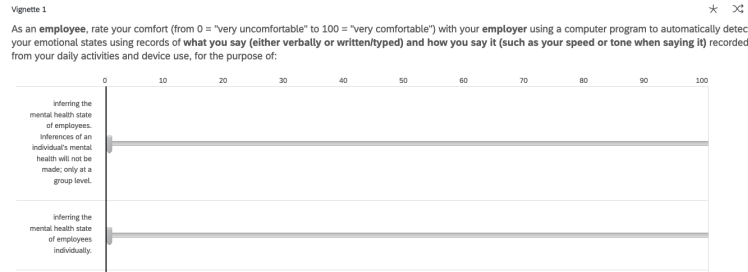 Vignette 1
As an employee, rate your comfort (from 0 = "very uncomfortable" to 100 = "very comfortable") with your employer using a computer program to automatically detec
your emotional states using records of what you say (either verbally or written/typed) and how you say it (such as your speed or tone when saying it) recorded
from your daily activities and device use, for the purpose of:
0 10 20 30 40 50 60 70 80 90 100
inferring the
mental health state
of employees.
Inferences of an
individual's mental
health will not be
made; only at a
group level.
inferring the
mental health state
of employees
individually.